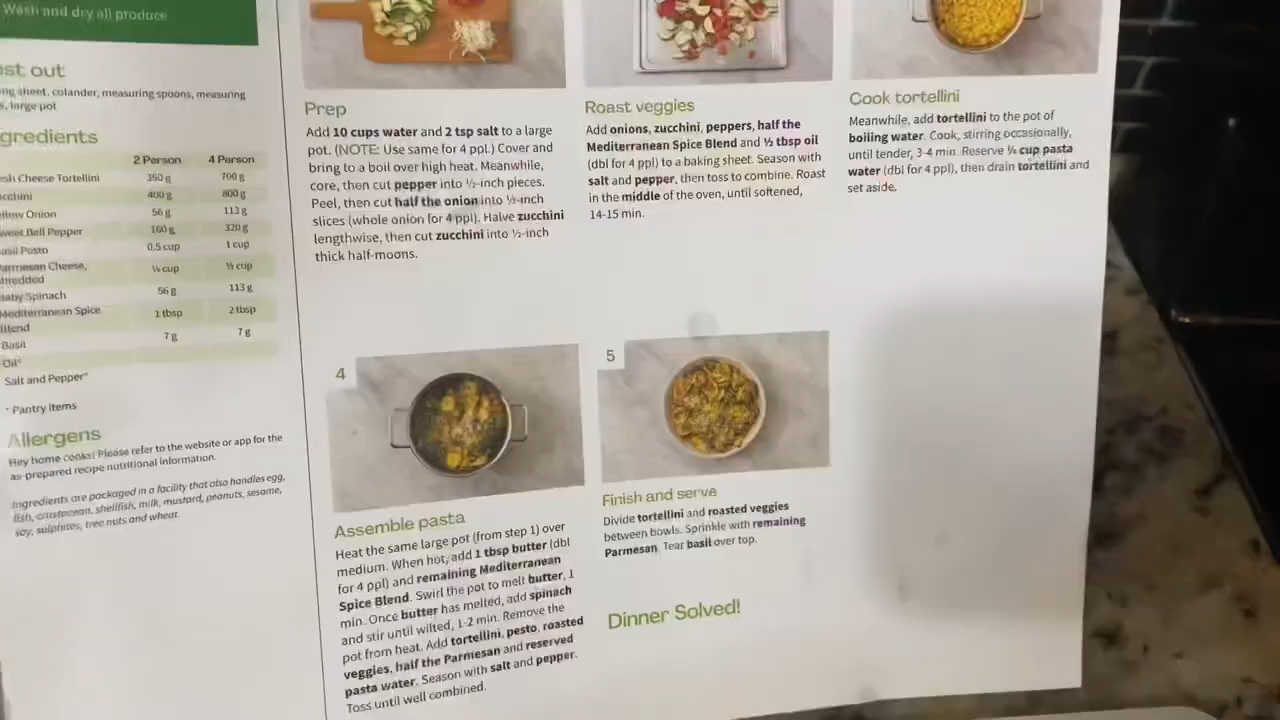 Wash and dry all produce
st out
ng sheet, colander, measuring spoons, measuring
s, large pot
gredients
2 Person 4 Person
esh Cheese Tortellini 350 g 700 g
cchini 400 g 800 g
llow Onion 56 g 113 g
weet Bell Pepper 160 g 320 g
asil Pesto 0.5 cup 1 cup
armesan Cheese,
hredded ¼ cup ½ cup
aby Spinach 56 g 113 g
Mediterranean Spice
Blend 1 tbsp 2 tbsp
Basil 7 g 7 g
Oil*
Salt and Pepper*
* Pantry items
Allergens
Hey home cooks! Please refer to the website or app for the
as-prepared recipe nutritional information.
Ingredients are packaged in a facility that also handles egg,
fish, crustacean, shellfish, milk, mustard, peanuts, sesame,
soy, sulphites, tree nuts and wheat.
Prep
Add 10 cups water and 2 tsp salt to a large
pot. (NOTE: Use same for 4 ppl.) Cover and
bring to a boil over high heat. Meanwhile,
core, then cut pepper into ½-inch pieces.
Peel, then cut half the onion into ½-inch
slices (whole onion for 4 ppl). Halve zucchini
lengthwise, then cut zucchini into ½-inch
thick half-moons.
Roast veggies
Add onions, zucchini, peppers, half the
Mediterranean Spice Blend and ½ tbsp oil
(dbl for 4 ppl) to a baking sheet. Season with
salt and pepper, then toss to combine. Roast
in the middle of the oven, until softened,
14-15 min.
Cook tortellini
Meanwhile, add tortellini to the pot of
boiling water. Cook, stirring occasionally,
until tender, 3-4 min. Reserve ¼ cup pasta
water (dbl for 4 ppl), then drain tortellini and
set aside.
4
Assemble pasta
Heat the same large pot (from step 1) over
medium. When hot, add 1 tbsp butter (dbl
for 4 ppl) and remaining Mediterranean
Spice Blend. Swirl the pot to melt butter, 1
min. Once butter has melted, add spinach
and stir until wilted, 1-2 min. Remove the
pot from heat. Add tortellini, pesto, roasted
veggies, half the Parmesan and reserved
pasta water. Season with salt and pepper.
Toss until well combined.
5
Finish and serve
Divide tortellini and roasted veggies
between bowls. Sprinkle with remaining
Parmesan. Tear basil over top.
Dinner Solved!